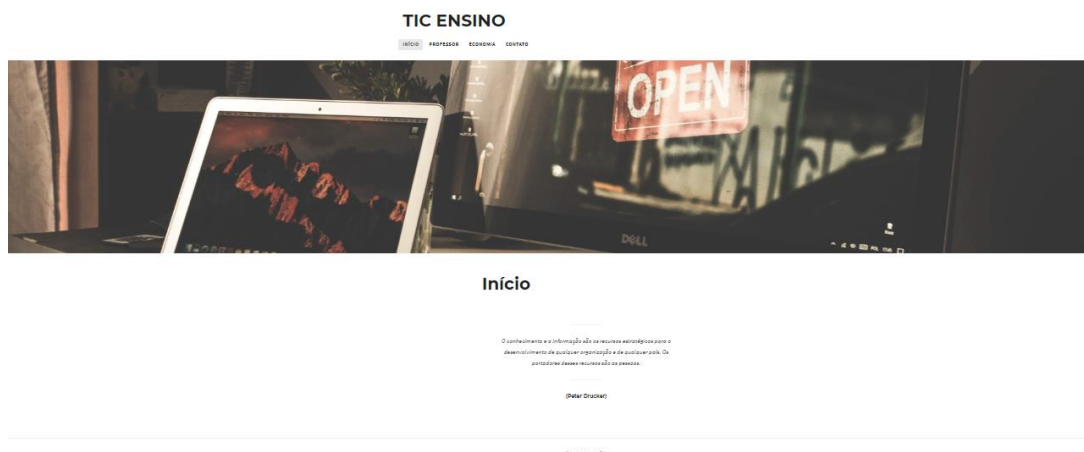 TIC ENSINO
INÍCIO PROFESSOR ECONOMIA CONTATO
OPEN
DELL
Início
O conhecimento e a informação são os recursos estratégicos para o
desenvolvimento de qualquer organização e de qualquer país. Os
portadores desses recursos são as pessoas.
(Peter Drucker)